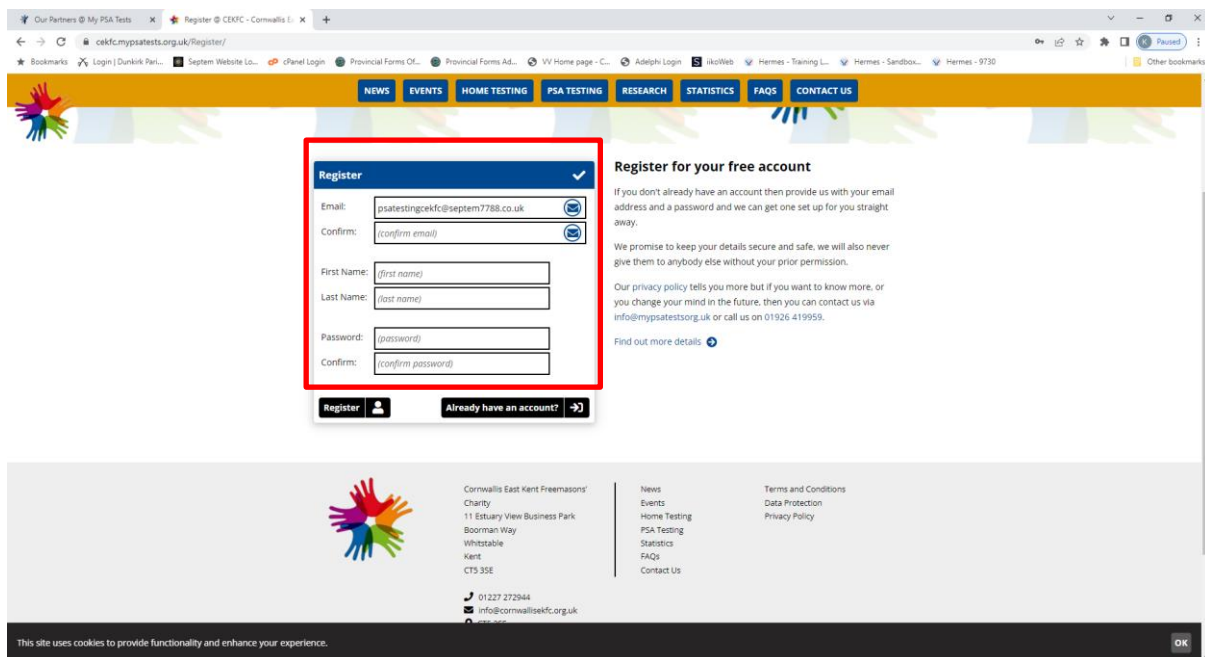 Our Partners @ My PSA Tests
Register @ CEKFC - Cornwallis E
cekfc.mypsatests.org.uk/Register/
Paused
Bookmarks
Login | Dunkirk Pari...
Septem Website Lo...
cPanel Login
Provincial Forms Of...
Provincial Forms Ad...
VV Home page - C...
Adelphi Login
iikoWeb
Hermes - Training L...
Hermes - Sandbox...
Hermes - 9730
Other bookmarks
NEWS
EVENTS
HOME TESTING
PSA TESTING
RESEARCH
STATISTICS
FAQS
CONTACT US
Register
Email:
psatestingcekfc@septem7788.co.uk
Confirm:
(confirm email)
First Name:
(first name)
Last Name:
(last name)
Password:
(password)
Confirm:
(confirm password)
Register
Already have an account?
Register for your free account
If you don't already have an account then provide us with your email
address and a password and we can get one set up for you straight
away.
We promise to keep your details secure and safe, we will also never
give them to anybody else without your prior permission.
Our privacy policy tells you more but if you want to know more, or
you change your mind in the future, then you can contact us via
info@mypsatestsorg.uk or call us on 01926 419959.
Find out more details
Cornwallis East Kent Freemasons'
Charity
11 Estuary View Business Park
Boorman Way
Whitstable
Kent
CT5 3SE
01227 272944
info@cornwallisekfc.org.uk
News
Events
Home Testing
PSA Testing
Statistics
FAQs
Contact Us
Terms and Conditions
Data Protection
Privacy Policy
This site uses cookies to provide functionality and enhance your experience.
OK